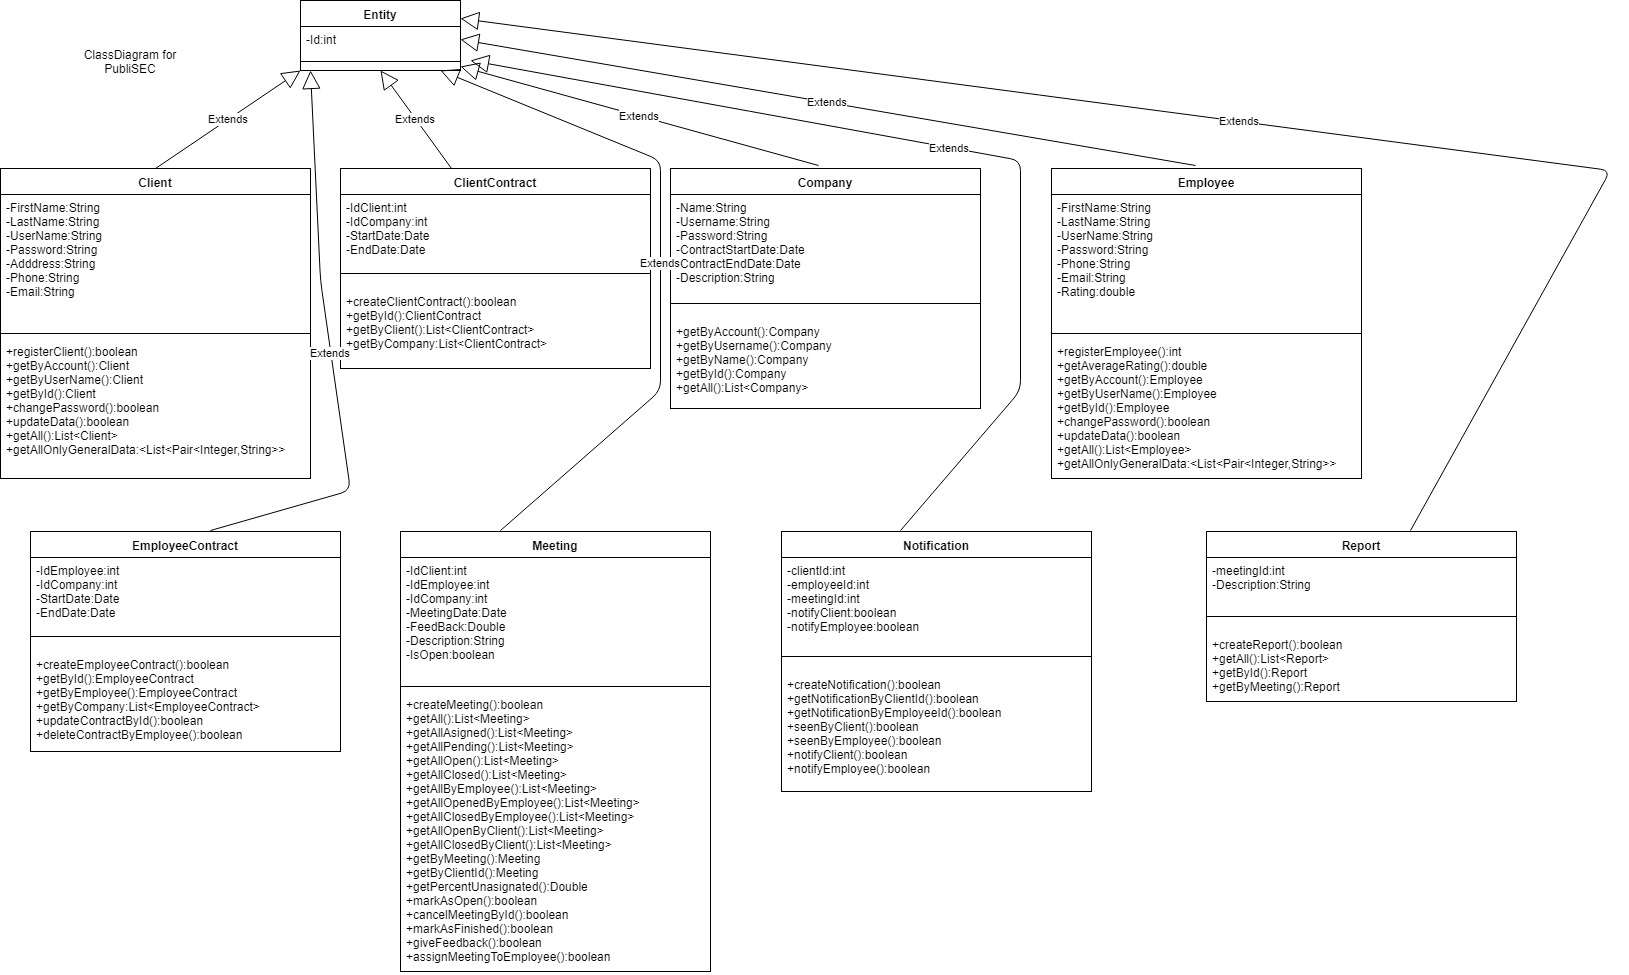 Entity
-Id:int
ClassDiagram for
PubliSEC
Extends
Extends
Extends
Extends
Extends
Extends
Extends
Extends
Client
-FirstName:String
-LastName:String
-UserName:String
-Password:String
-Adddress:String
-Phone:String
-Email:String
+registerClient():boolean
+getByAccount():Client
+getByUserName():Client
+getById():Client
+changePassword():boolean
+updateData():boolean
+getAll():List<Client>
+getAllOnlyGeneralData:<List<Pair<Integer,String>>
ClientContract
-IdClient:int
-IdCompany:int
-StartDate:Date
-EndDate:Date
+createClientContract():boolean
+getById():ClientContract
+getByClient():List<ClientContract>
+getByCompany:List<ClientContract>
Company
-Name:String
-Username:String
-Password:String
-ContractStartDate:Date
-ContractEndDate:Date
-Description:String
+getByAccount():Company
+getByUsername():Company
+getByName():Company
+getById():Company
+getAll():List<Company>
Employee
-FirstName:String
-LastName:String
-UserName:String
-Password:String
-Phone:String
-Email:String
-Rating:double
+registerEmployee():int
+getAverageRating():double
+getByAccount():Employee
+getByUserName():Employee
+getById():Employee
+changePassword():boolean
+updateData():boolean
+getAll():List<Employee>
+getAllOnlyGeneralData:<List<Pair<Integer,String>>
EmployeeContract
-IdEmployee:int
-IdCompany:int
-StartDate:Date
-EndDate:Date
+createEmployeeContract():boolean
+getById():EmployeeContract
+getByEmployee():EmployeeContract
+getByCompany:List<EmployeeContract>
+updateContractById():boolean
+deleteContractByEmployee():boolean
Meeting
-IdClient:int
-IdEmployee:int
-IdCompany:int
-MeetingDate:Date
-FeedBack:Double
-Description:String
-IsOpen:boolean
+createMeeting():boolean
+getAll():List<Meeting>
+getAllAsigned():List<Meeting>
+getAllPending():List<Meeting>
+getAllOpen():List<Meeting>
+getAllClosed():List<Meeting>
+getAllByEmployee():List<Meeting>
+getAllOpenedByEmployee():List<Meeting>
+getAllClosedByEmployee():List<Meeting>
+getAllOpenByClient():List<Meeting>
+getAllClosedByClient():List<Meeting>
+getByMeeting():Meeting
+getByClientId():Meeting
+getPercentUnasignated():Double
+markAsOpen():boolean
+cancelMeetingById():boolean
+markAsFinished():boolean
+giveFeedback():boolean
+assignMeetingToEmployee():boolean
Notification
-clientId:int
-employeeId:int
-meetingId:int
-notifyClient:boolean
-notifyEmployee:boolean
+createNotification():boolean
+getNotificationByClientId():boolean
+getNotificationByEmployeeId():boolean
+seenByClient():boolean
+seenByEmployee():boolean
+notifyClient():boolean
+notifyEmployee():boolean
Report
-meetingId:int
-Description:String
+createReport():boolean
+getAll():List<Report>
+getById():Report
+getByMeeting():Report